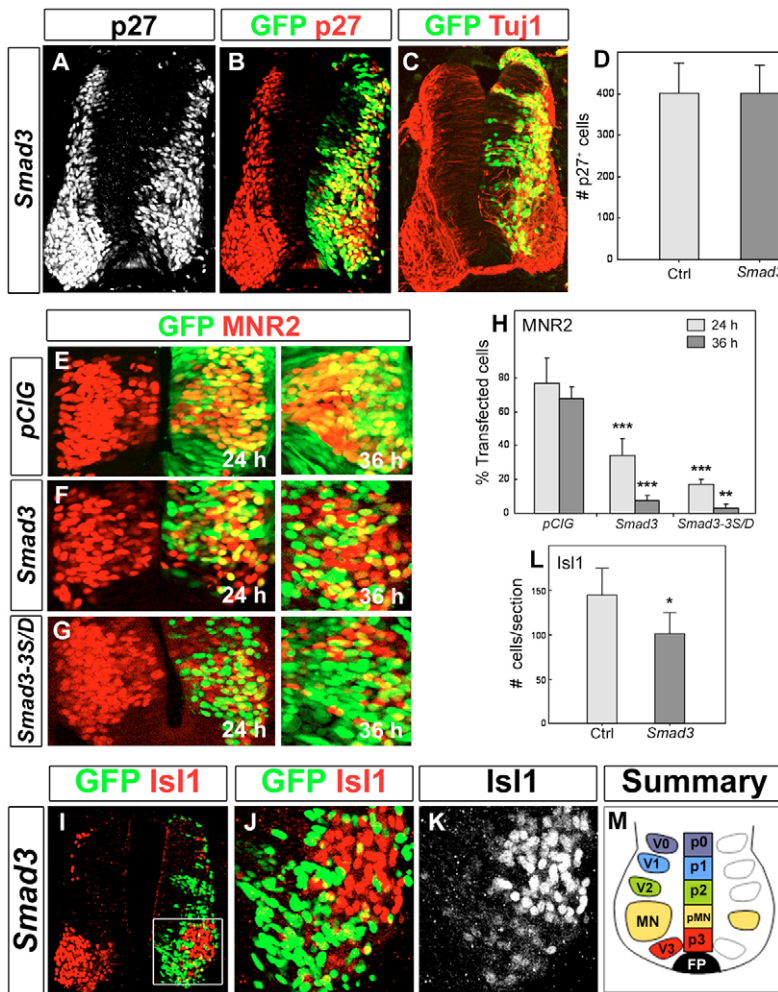 p27
GFP p27
GFP Tuj1
Smad3
A
B
C
D
# p27+ cells
400
300
200
100
0
Ctrl
Smad3
GFP MNR2
pCIG
E
24 h
36 h
Smad3
F
24 h
36 h
Smad3-3S/D
G
24 h
36 h
H
MNR2
24 h
36 h
% Transfected cells
80
60
40
20
0
***
***
***
**
pCIG
Smad3
Smad3-3S/D
L
Isl1
# cells/section
150
100
50
0
*
Ctrl
Smad3
GFP Isl1
GFP Isl1
Isl1
Summary
Smad3
I
J
K
M
V0
p0
V1
p1
V2
p2
MN
pMN
V3
p3
FP